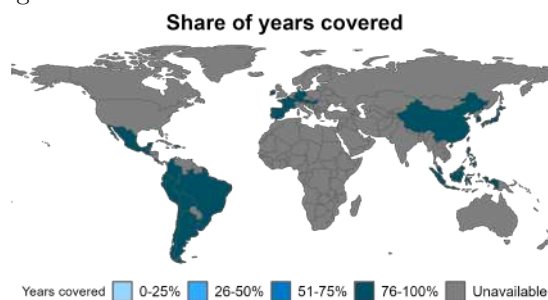 Share of years covered
Years covered 0-25% 26-50% 51-75% 76-100% Unavailable